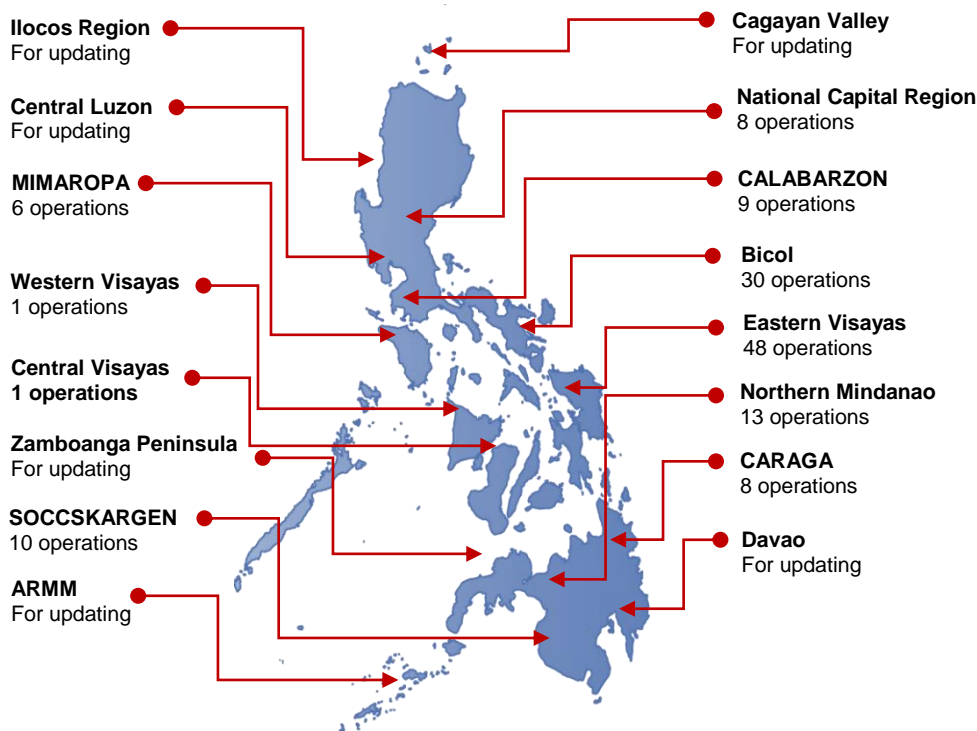 Ilocos Region
For updating
Central Luzon
For updating
MIMAROPA
6 operations
Western Visayas
1 operations
Central Visayas
1 operations
Zamboanga Peninsula
For updating
SOCCSKARGEN
10 operations
ARMM
For updating
Cagayan Valley
For updating
National Capital Region
8 operations
CALABARZON
9 operations
Bicol
30 operations
Eastern Visayas
48 operations
Northern Mindanao
13 operations
CARAGA
8 operations
Davao
For updating